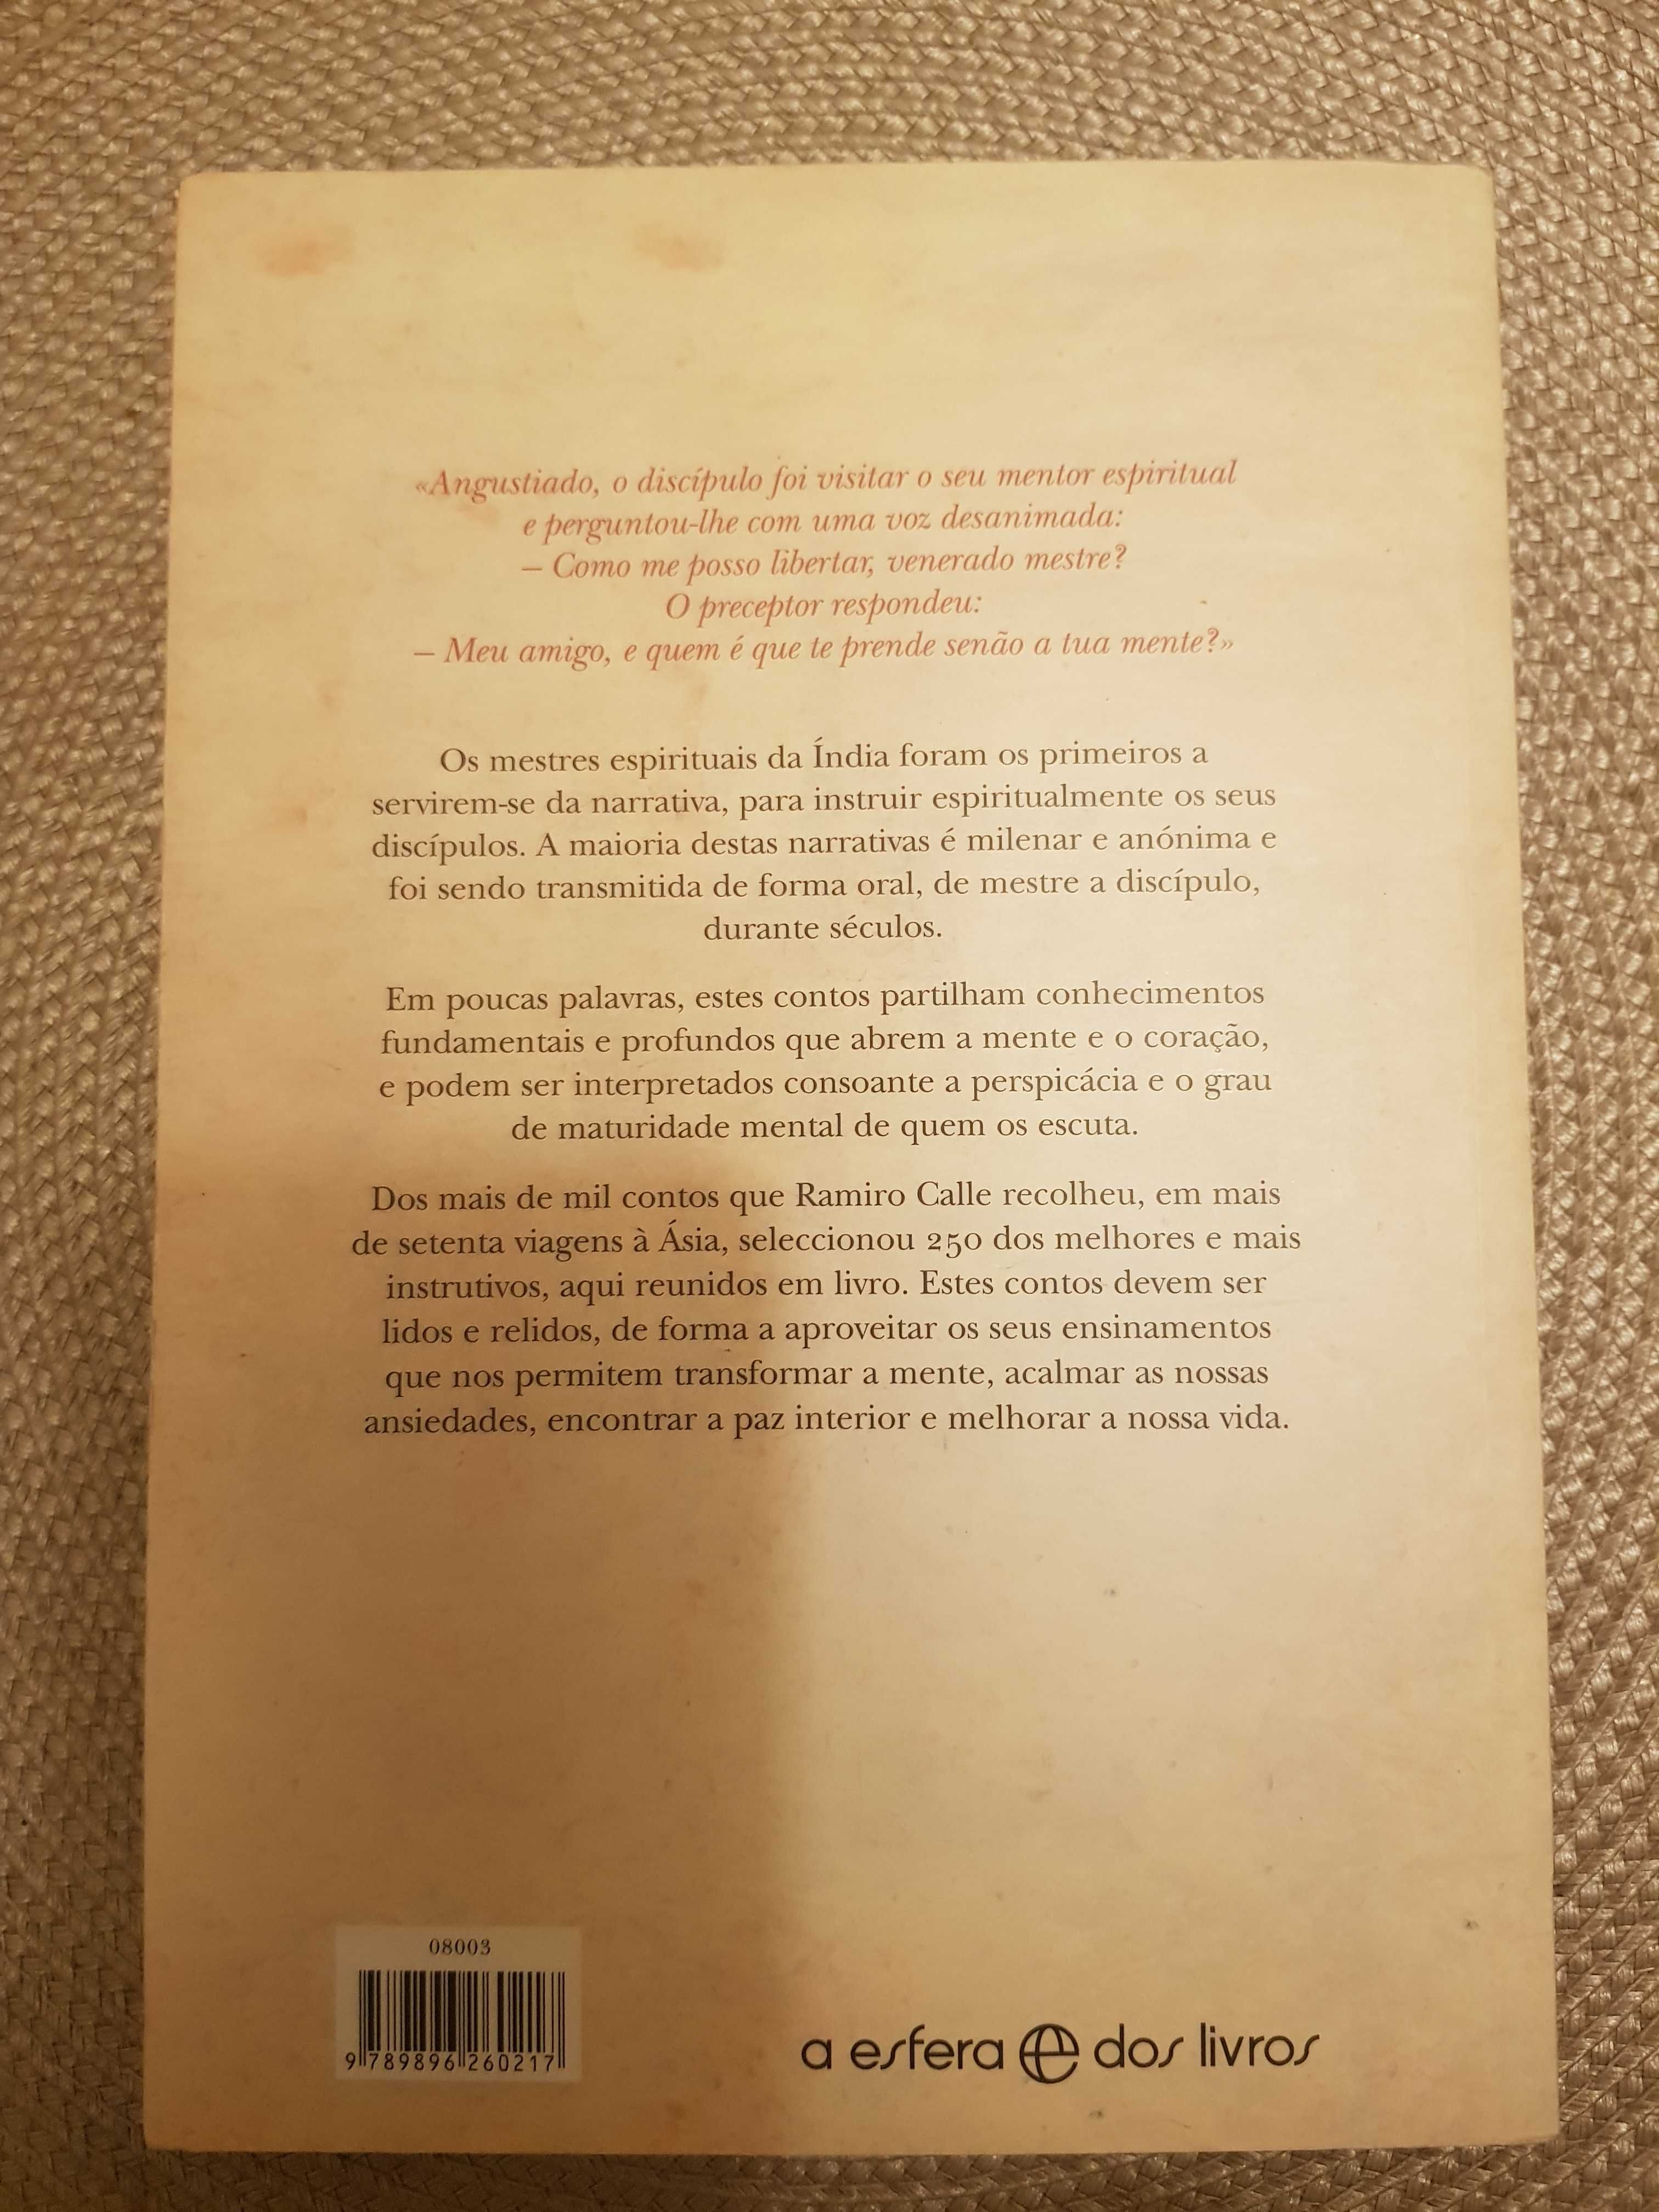 «Angustiado, o discípulo foi visitar o seu mentor espiritual
e perguntou-lhe com uma voz desanimada:
– Como me posso libertar, venerado mestre?
O preceptor respondeu:
– Meu amigo, e quem é que te prende senão a tua mente?»
Os mestres espirituais da Índia foram os primeiros a
servirem-se da narrativa, para instruir espiritualmente os seus
discípulos. A maioria destas narrativas é milenar e anónima e
foi sendo transmitida de forma oral, de mestre a discípulo,
durante séculos.
Em poucas palavras, estes contos partilham conhecimentos
fundamentais e profundos que abrem a mente e o coração,
e podem ser interpretados consoante a perspicácia e o grau
de maturidade mental de quem os escuta.
Dos mais de mil contos que Ramiro Calle recolheu, em mais
de setenta viagens à Ásia, seleccionou 250 dos melhores e mais
instrutivos, aqui reunidos em livro. Estes contos devem ser
lidos e relidos, de forma a aproveitar os seus ensinamentos
que nos permitem transformar a mente, acalmar as nossas
ansiedades, encontrar a paz interior e melhorar a nossa vida.
08003
9 789896 260217
a esfera e dos livros